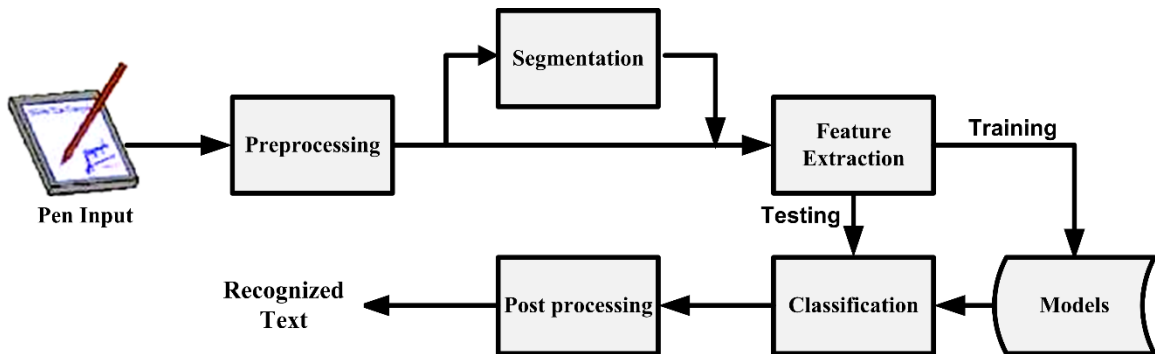 Segmentation
Preprocessing
Feature
Extraction
Training
Pen Input
Testing
Recognized
Text
Post processing
Classification
Models